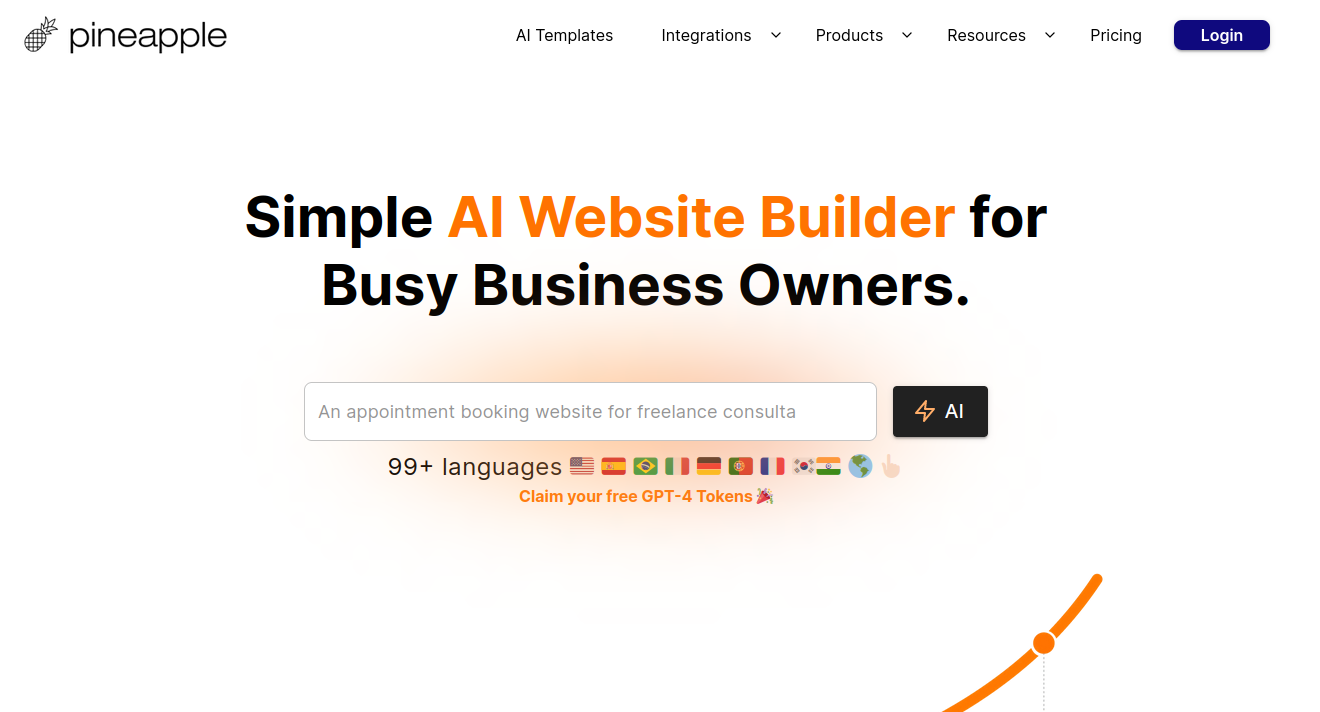 pineapple
AI Templates
Integrations
Products
Resources
Pricing
Login
Simple AI Website Builder for
Busy Business Owners.
An appointment booking website for freelance consulta
AI
99+ languages
Claim your free GPT-4 Tokens